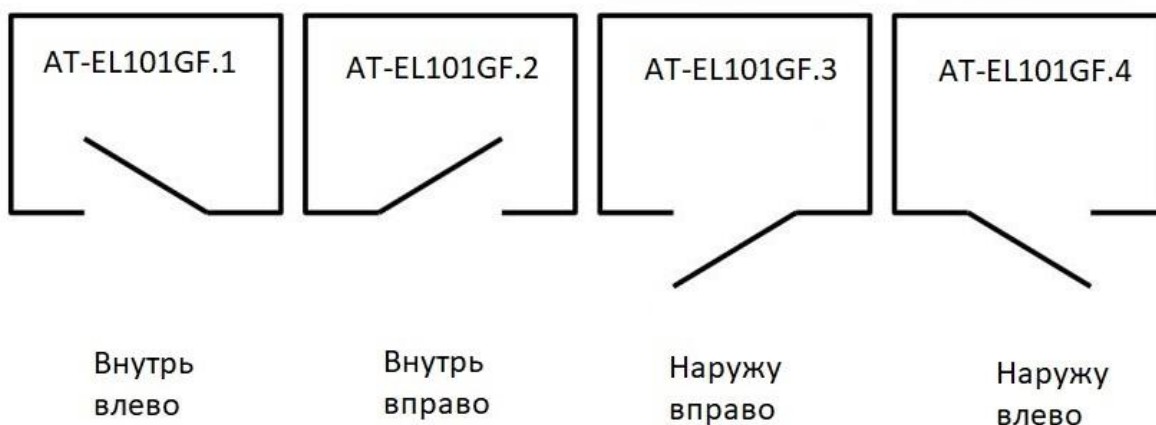 AT-EL101GF.1
AT-EL101GF.2
AT-EL101GF.3
AT-EL101GF.4
Внутрь
влево
Внутрь
вправо
Наружу
вправо
Наружу
влево